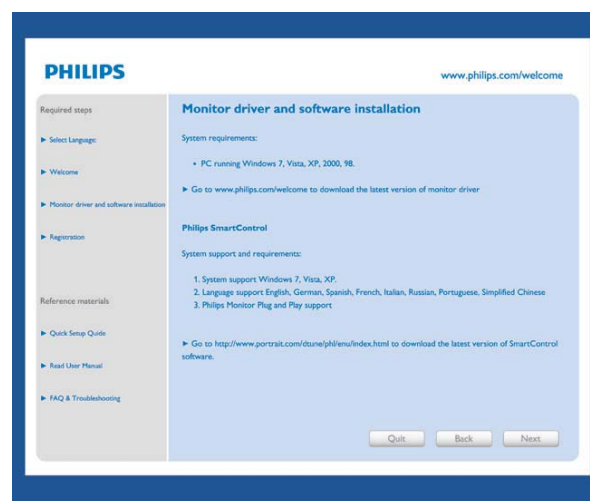 PHILIPS
www.philips.com/welcome
Required steps
► Select Language:
► Welcome
► Monitor driver and software installation
► Registration
Reference materials
► Quick Setup Quide
► Read User Manual
► FAQ & Troubleshooting
Monitor driver and software installation
System requirements:
• PC running Windows 7, Vista, XP, 2000, 98.
► Go to www.philips.com/welcome to download the latest version of monitor driver
Philips SmartControl
System support and requirements:
1. System support Windows 7, Vista, XP.
2. Language support English, German, Spanish, French, Italian, Russian, Portuguese, Simplified Chinese
3. Philips Monitor Plug and Play support
► Go to http://www.portrait.com/dtune/phl/enu/index.html to download the latest version of SmartControl
software.
Quit
Back
Next